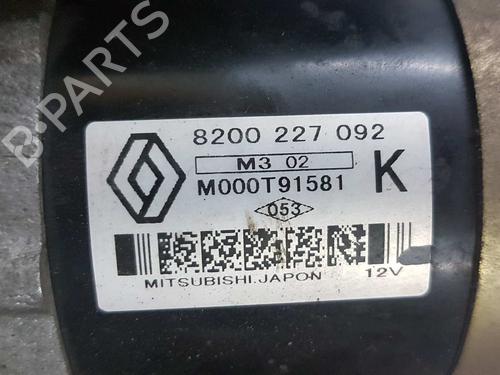 B-PARTS
8200 227 092
M3 02
M000T91581 K
053
MITSUBISHI.JAPON 12V